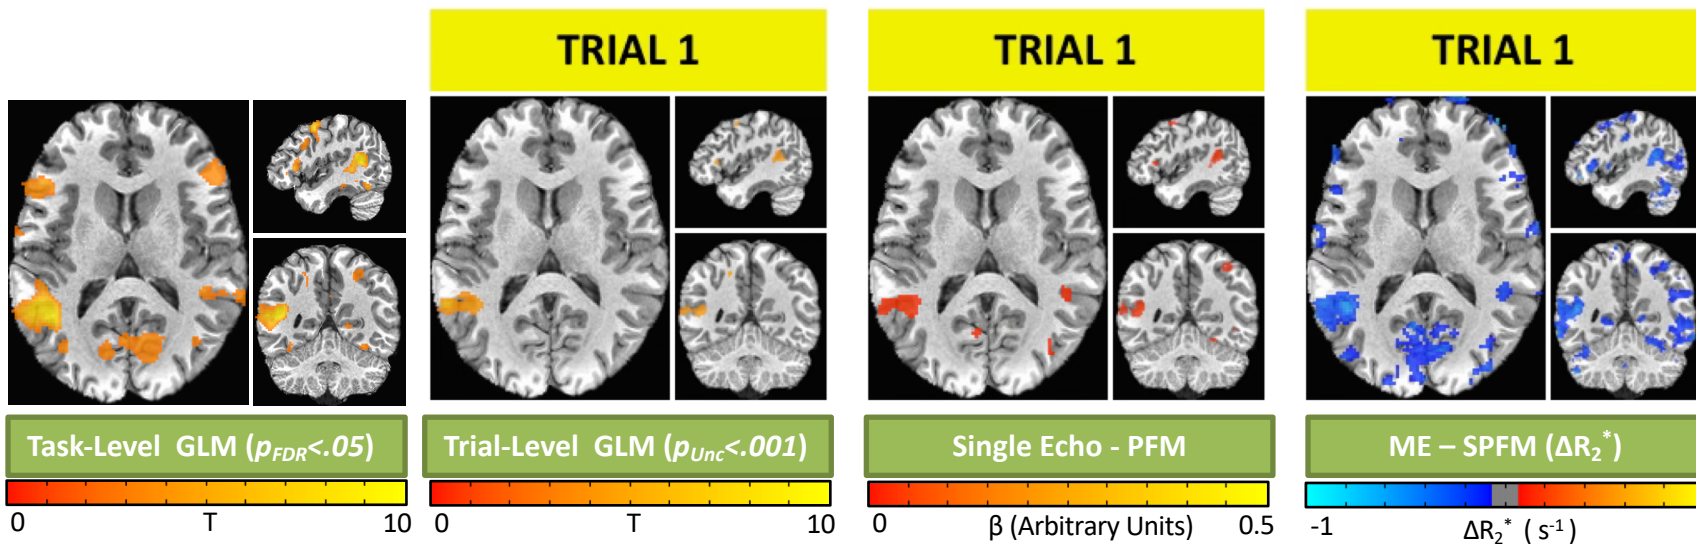 TRIAL 1
TRIAL 1
TRIAL 1
Task-Level GLM (pFDR<.05)
Trial-Level GLM (pUnc<.001)
Single Echo - PFM
ME – SPFM (ΔR2*)
0 T 10
0 T 10
0 β (Arbitrary Units) 0.5
-1 ΔR2* ( s-1)